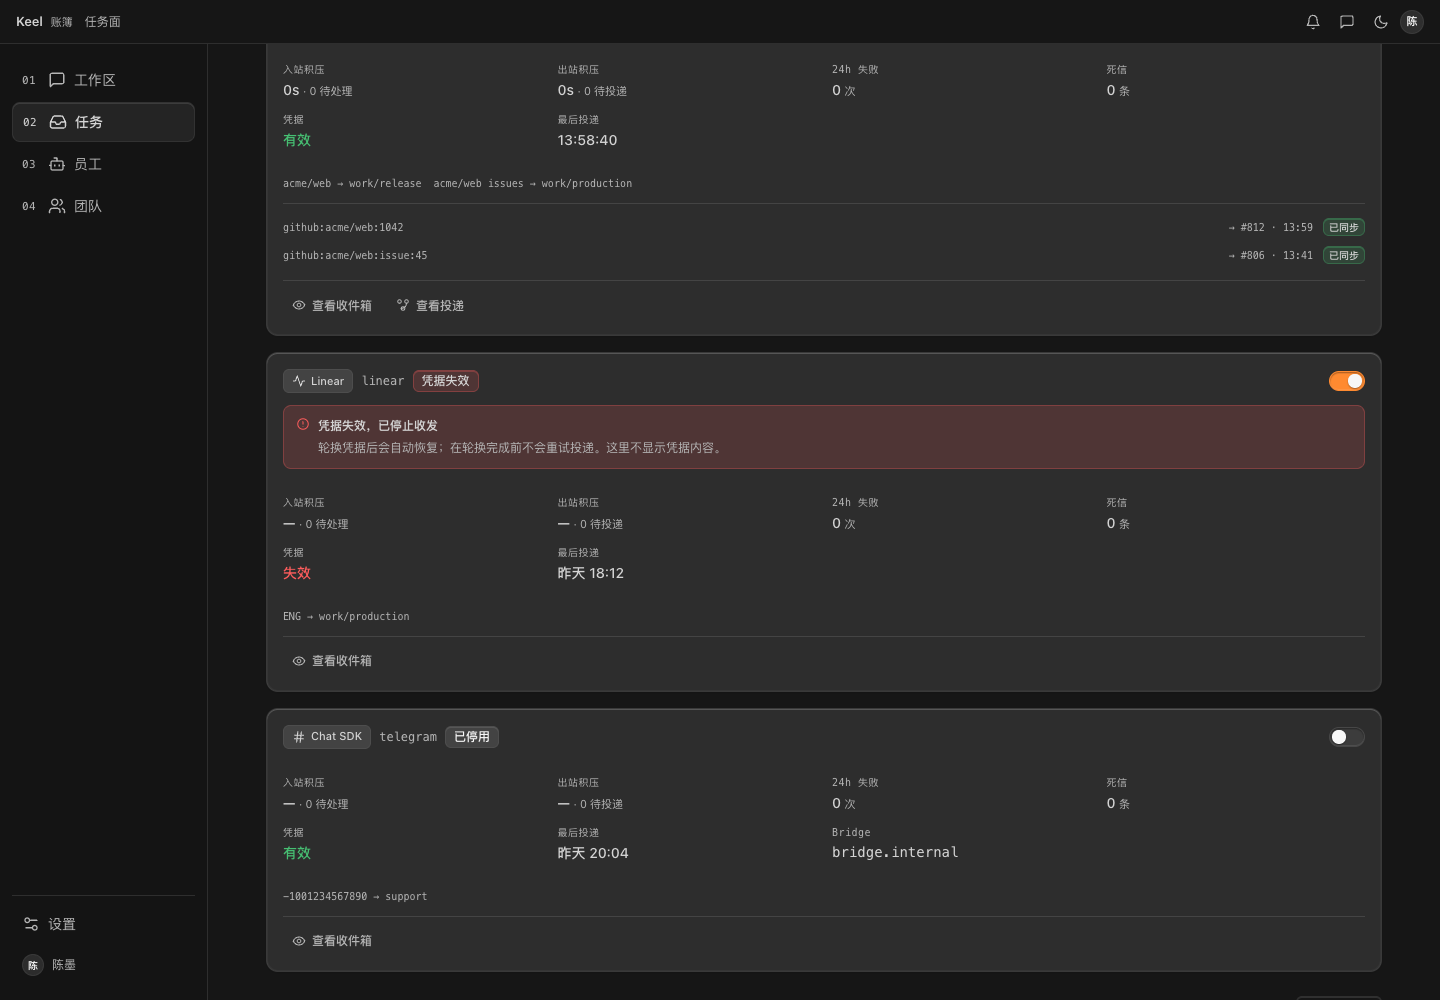 Keel 账簿 任务面
陈
01 工作区
02 任务
03 员工
04 团队
设置
陈 陈墨
入站积压 出站积压 24h 失败 死信
0s · 0 待处理 0s · 0 待投递 0 次 0 条
凭据 最后投递
有效 13:58:40
acme/web → work/release acme/web issues → work/production
github:acme/web:1042 → #812 · 13:59 已同步
github:acme/web:issue:45 → #806 · 13:41 已同步
查看收件箱 查看投递
Linear linear 凭据失效
凭据失效，已停止收发
轮换凭据后会自动恢复；在轮换完成前不会重试投递。这里不显示凭据内容。
入站积压 出站积压 24h 失败 死信
— · 0 待处理 — · 0 待投递 0 次 0 条
凭据 最后投递
失效 昨天 18:12
ENG → work/production
查看收件箱
Chat SDK telegram 已停用
入站积压 出站积压 24h 失败 死信
— · 0 待处理 — · 0 待投递 0 次 0 条
凭据 最后投递 Bridge
有效 昨天 20:04 bridge.internal
-1001234567890 → support
查看收件箱